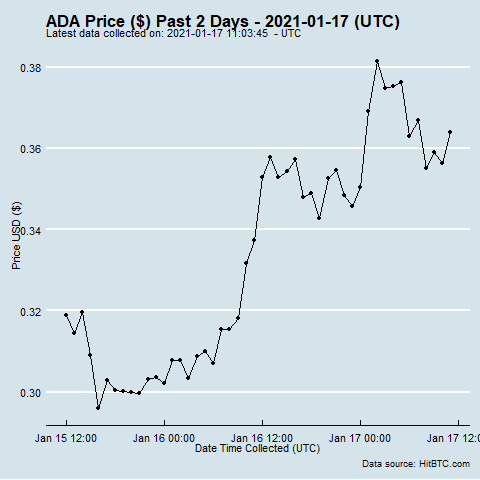 ADA Price ($) Past 2 Days - 2021-01-17 (UTC)
Latest data collected on: 2021-01-17 11:03:45 - UTC
0.38
0.36
0.34
0.32
0.30
Price USD ($)
Jan 15 12:00 Jan 16 00:00 Jan 16 12:00 Jan 17 00:00 Jan 17 12:
Date Time Collected (UTC)
Data source: HitBTC.com